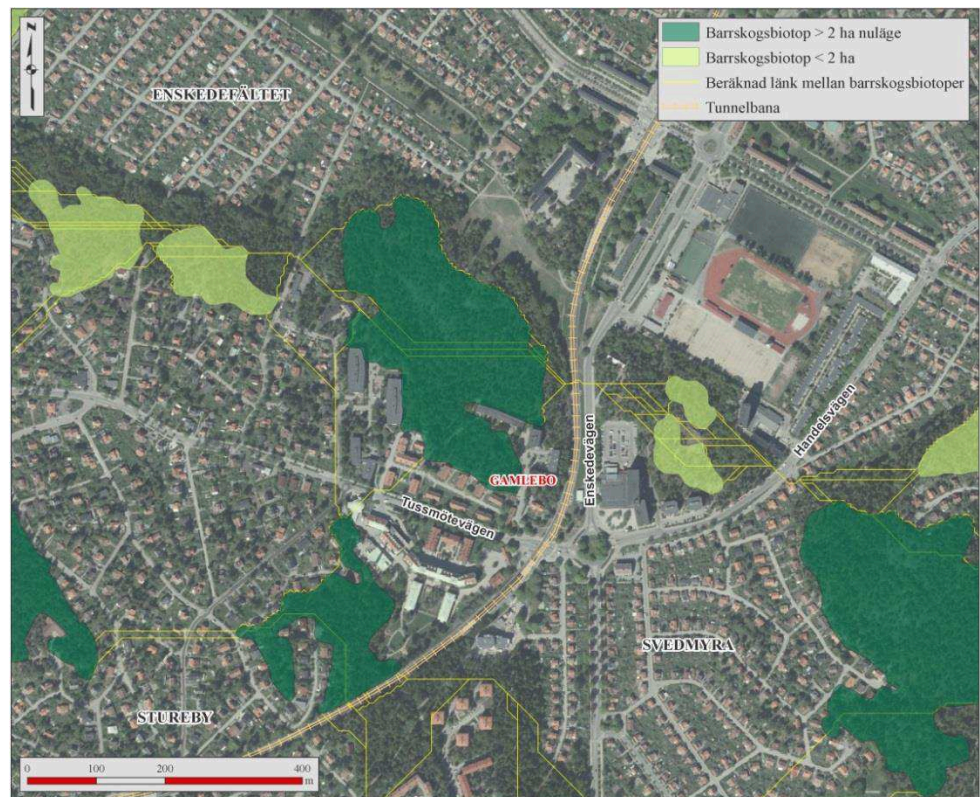 Z
Barrskogsbiotop > 2 ha nuläge
Barrskogsbiotop < 2 ha
Beräknad länk mellan barrskogsbiotoper
Tunnelbana
ENSKEDEFÄLTET
Handelsvägen
Enskedevägen
GAMLEBO
Tussmötevägen
SVEDMYRA
STUREBY
0 100 200 400
m